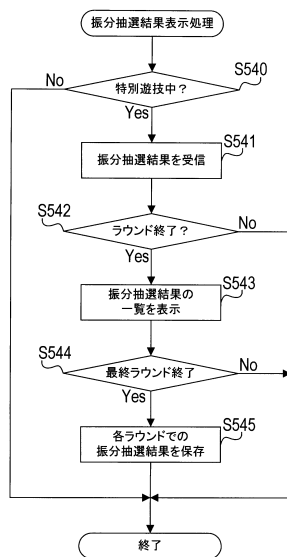 振分抽選結果表示処理
S540
No
特別遊技中？
Yes
S541
振分抽選結果を受信
S542
ラウンド終了？
No
Yes
S543
振分抽選結果の
一覧を表示
S544
最終ラウンド終了
No
Yes
S545
各ラウンドでの
振分抽選結果を保存
終了